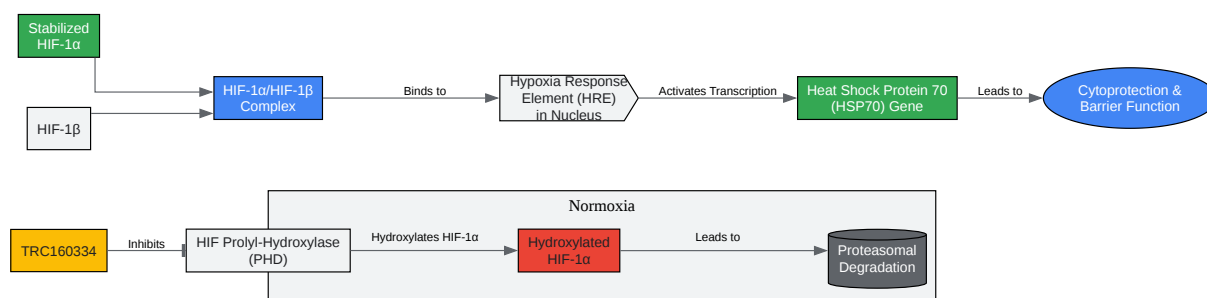 Stabilized
HIF-1α
HIF-1β
HIF-1α/HIF-1β
Complex
Binds to
Hypoxia Response
Element (HRE)
in Nucleus
Activates Transcription
Heat Shock Protein 70
(HSP70) Gene
Leads to
Cytoprotection &
Barrier Function
Normoxia
TRC160334
Inhibits
HIF Prolyl-Hydroxylase
(PHD)
Hydroxylates HIF-1α
Hydroxylated
HIF-1α
Leads to
Proteasomal
Degradation